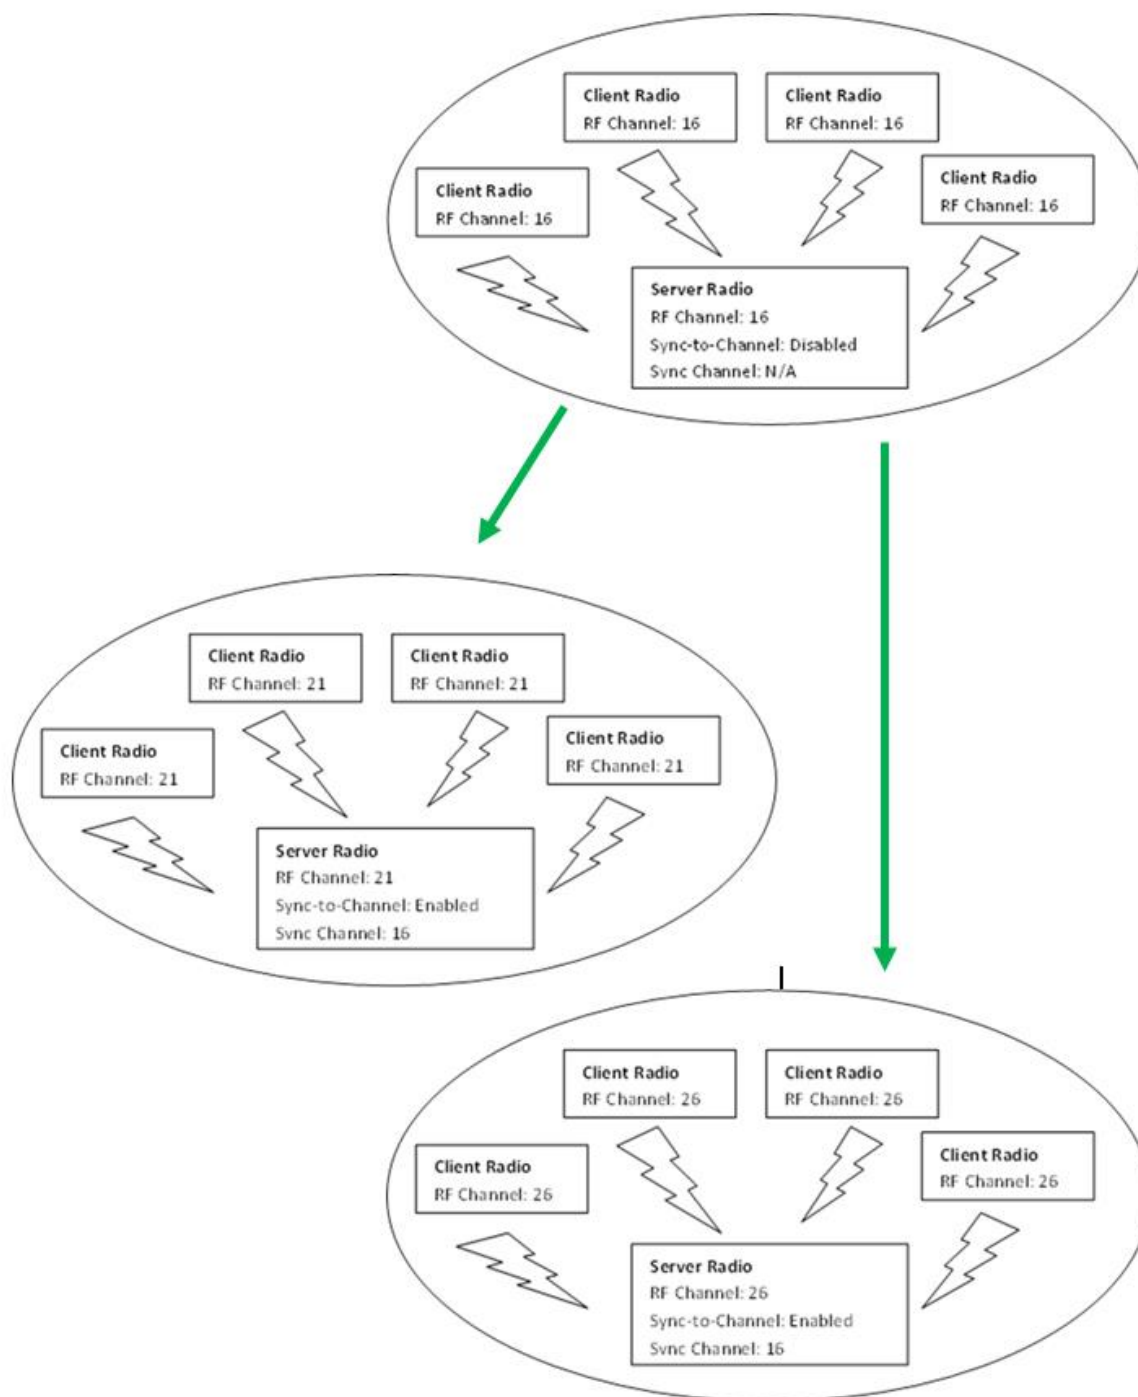 Client Radio
RF Channel: 16
Client Radio
RF Channel: 16
Client Radio
RF Channel: 16
Client Radio
RF Channel: 16
Server Radio
RF Channel: 16
Sync-to-Channel: Disabled
Sync Channel: N/A
Client Radio
RF Channel: 21
Client Radio
RF Channel: 21
Client Radio
RF Channel: 21
Client Radio
RF Channel: 21
Server Radio
RF Channel: 21
Sync-to-Channel: Enabled
Sync Channel: 16
Client Radio
RF Channel: 26
Client Radio
RF Channel: 26
Client Radio
RF Channel: 26
Client Radio
RF Channel: 26
Server Radio
RF Channel: 26
Sync-to-Channel: Enabled
Sync Channel: 16